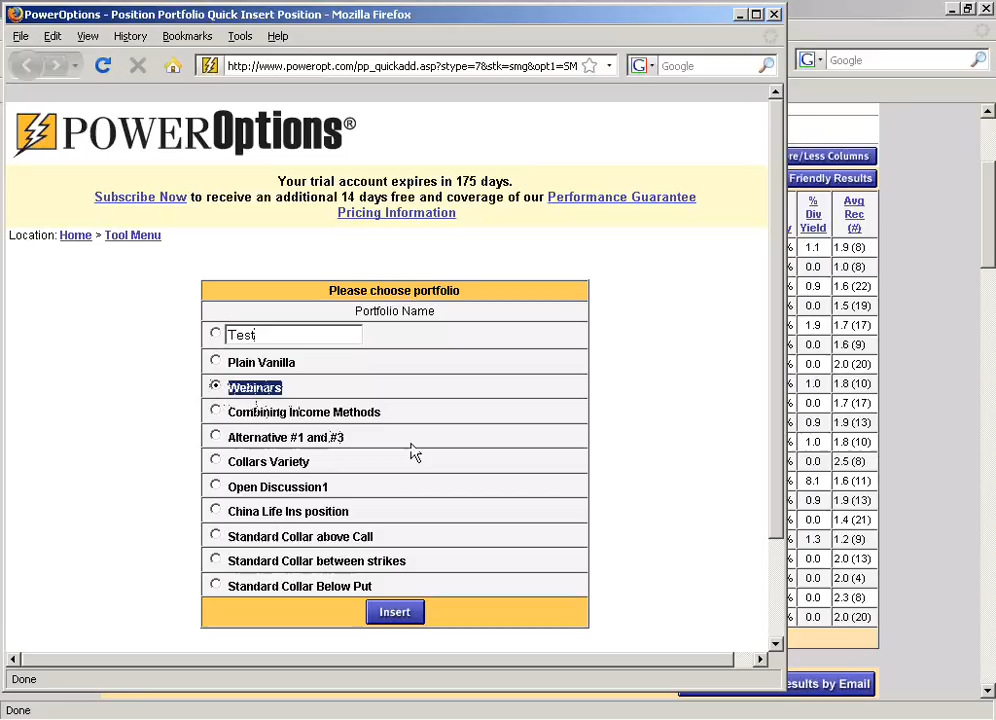 PowerOptions - Position Portfolio Quick Insert Position - Mozilla Firefox
File Edit View History Bookmarks Tools Help
http://www.poweropt.com/pp_quickadd.asp?stype=7&stk=smg&opt1=SM
G Google
G Google
POWEROptions®
Your trial account expires in 175 days.
Subscribe Now to receive an additional 14 days free and coverage of our Performance Guarantee
Pricing Information
Location: Home > Tool Menu
Please choose portfolio
Portfolio Name
Test
Plain Vanilla
Webinars
Combining Income Methods
Alternative #1 and #3
Collars Variety
Open Discussion1
China Life Ins position
Standard Collar above Call
Standard Collar between strikes
Standard Collar Below Put
Insert
Done
re/Less Columns
Friendly Results
% Div Yield
Avg Rec (#)
% 1.1 1.9 (8)
% 0.0 1.0 (8)
% 0.9 1.6 (22)
% 0.0 1.5 (19)
% 1.9 1.7 (17)
% 0.0 1.6 (9)
% 0.0 2.0 (20)
% 1.0 1.8 (10)
% 0.0 1.7 (17)
% 0.9 1.9 (13)
% 1.0 1.8 (10)
% 0.0 2.5 (8)
% 8.1 1.6 (11)
% 0.9 1.9 (13)
% 0.0 1.4 (21)
% 1.3 1.2 (9)
% 0.0 2.0 (13)
% 0.0 2.0 (4)
% 0.0 2.3 (8)
% 0.0 2.0 (20)
esults by Email
Done